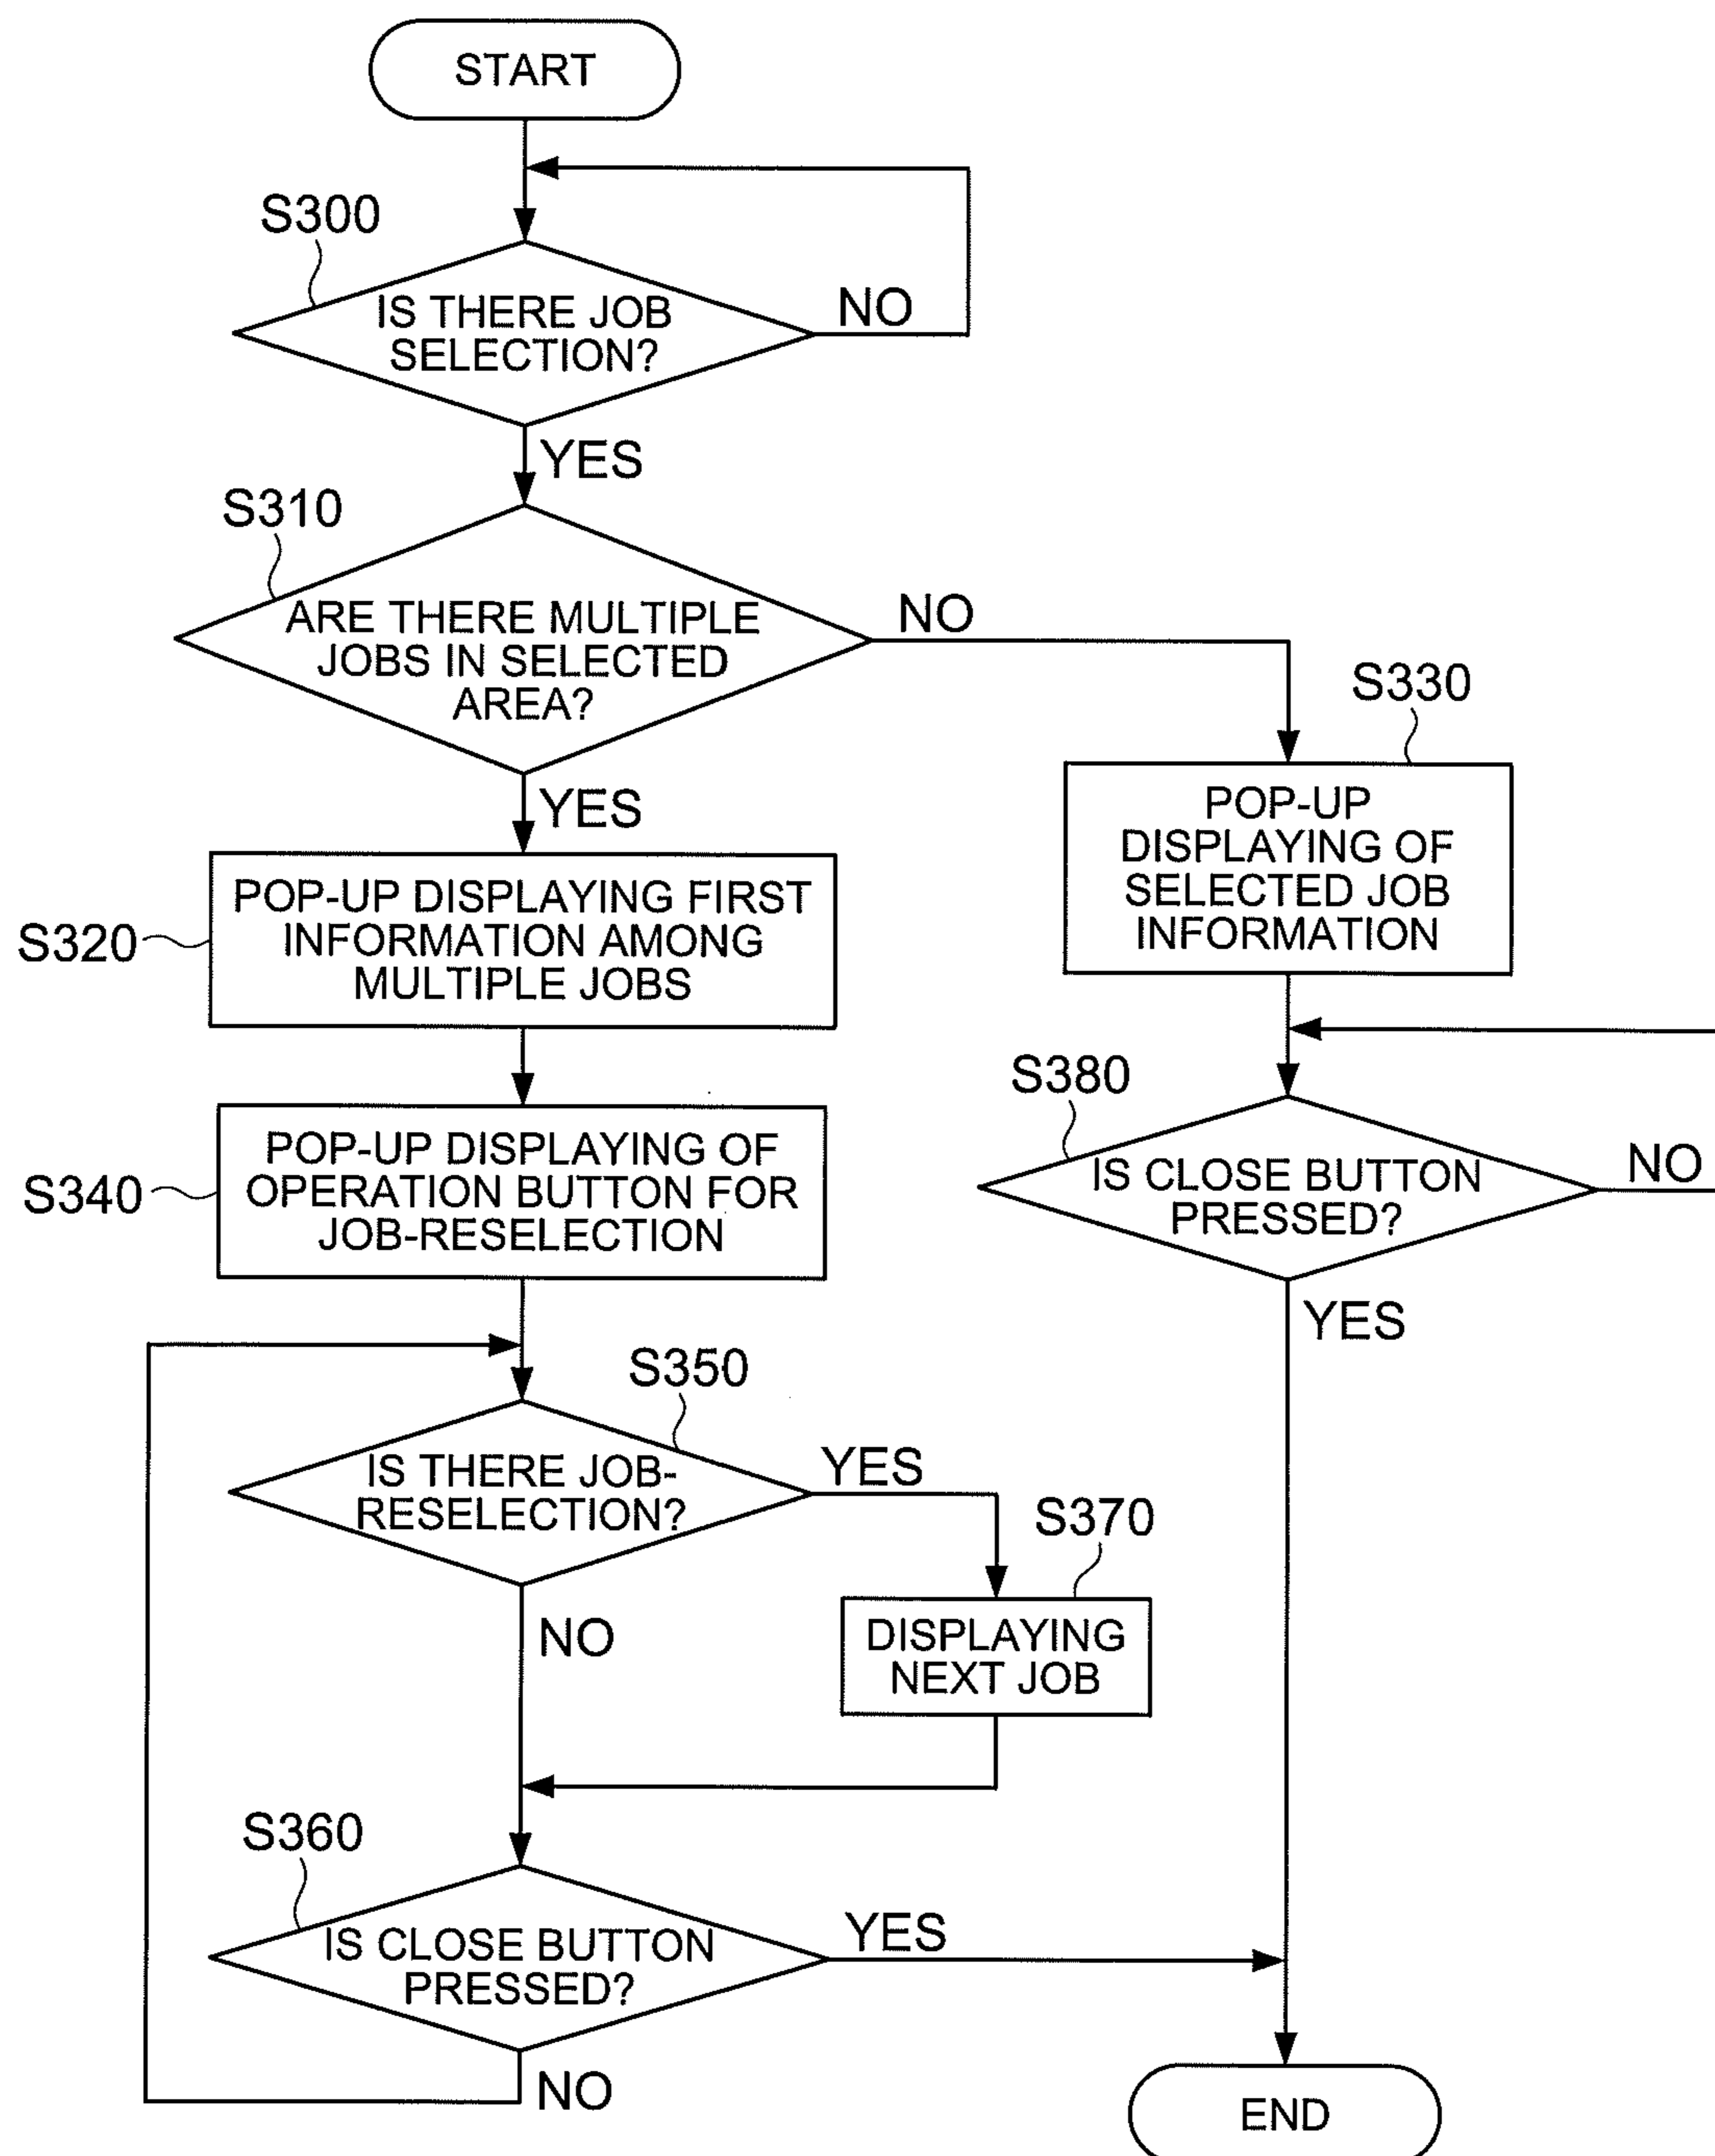 START
S300
IS THERE JOB
SELECTION?
NO
YES
S310
ARE THERE MULTIPLE
JOBS IN SELECTED
AREA?
NO
YES
S330
POP-UP
DISPLAYING OF
SELECTED JOB
INFORMATION
S320
POP-UP DISPLAYING FIRST
INFORMATION AMONG
MULTIPLE JOBS
S380
IS CLOSE BUTTON
PRESSED?
NO
YES
S340
POP-UP DISPLAYING OF
OPERATION BUTTON FOR
JOB-RESELECTION
S350
IS THERE JOB-
RESELECTION?
YES
NO
S370
DISPLAYING
NEXT JOB
S360
IS CLOSE BUTTON
PRESSED?
YES
NO
END